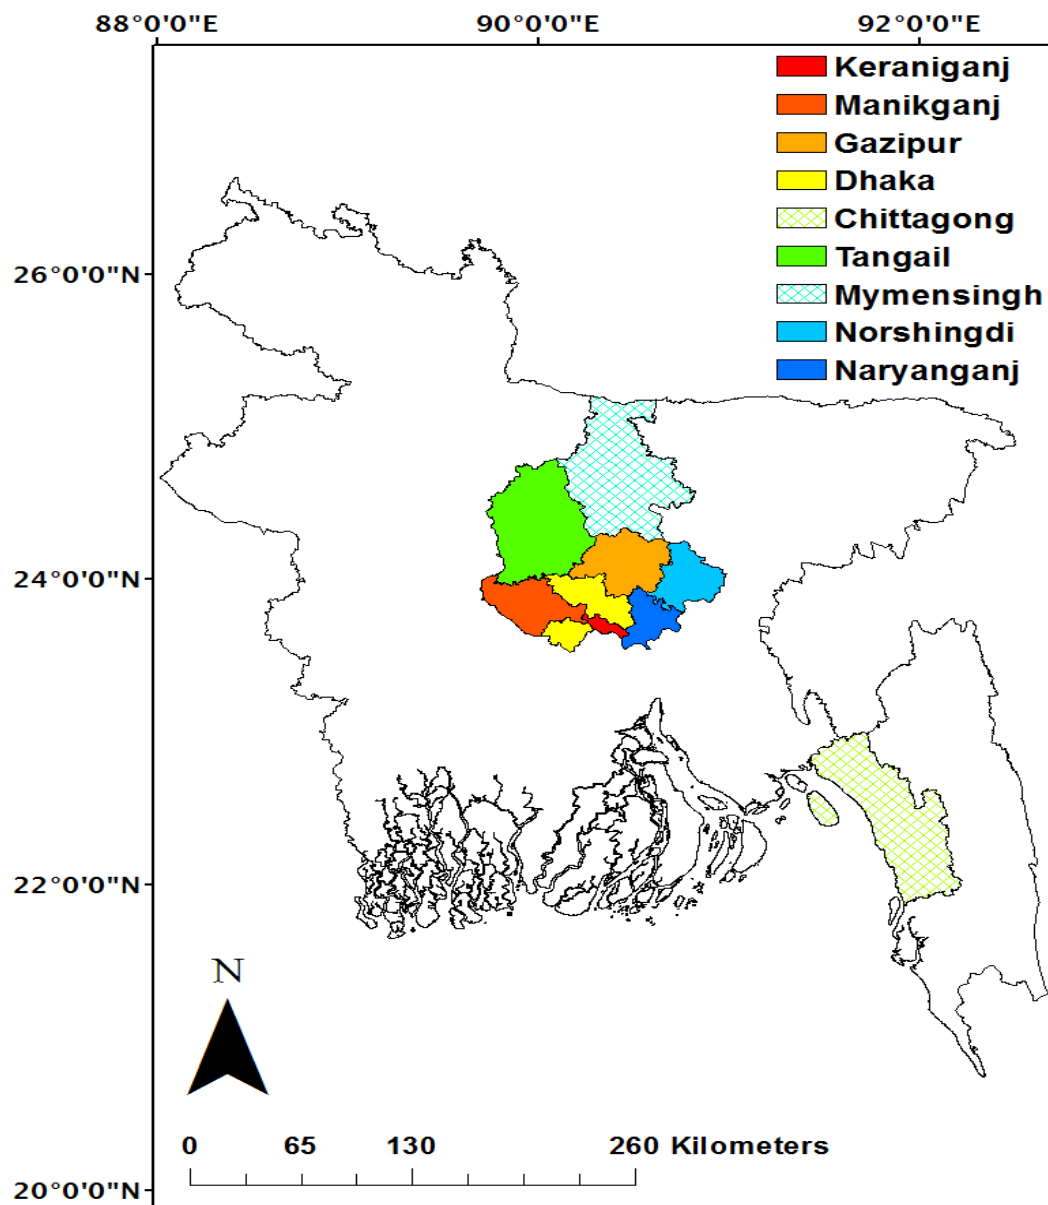 88°0'0"E 90°0'0"E 92°0'0"E
Keraniganj
Manikganj
Gazipur
Dhaka
Chittagong
26°0'0"N
Tangail
Mymensingh
Norshingdi
Naryanganj
24°0'0"N
22°0'0"N
N
0 65 130 260 Kilometers
20°0'0"N